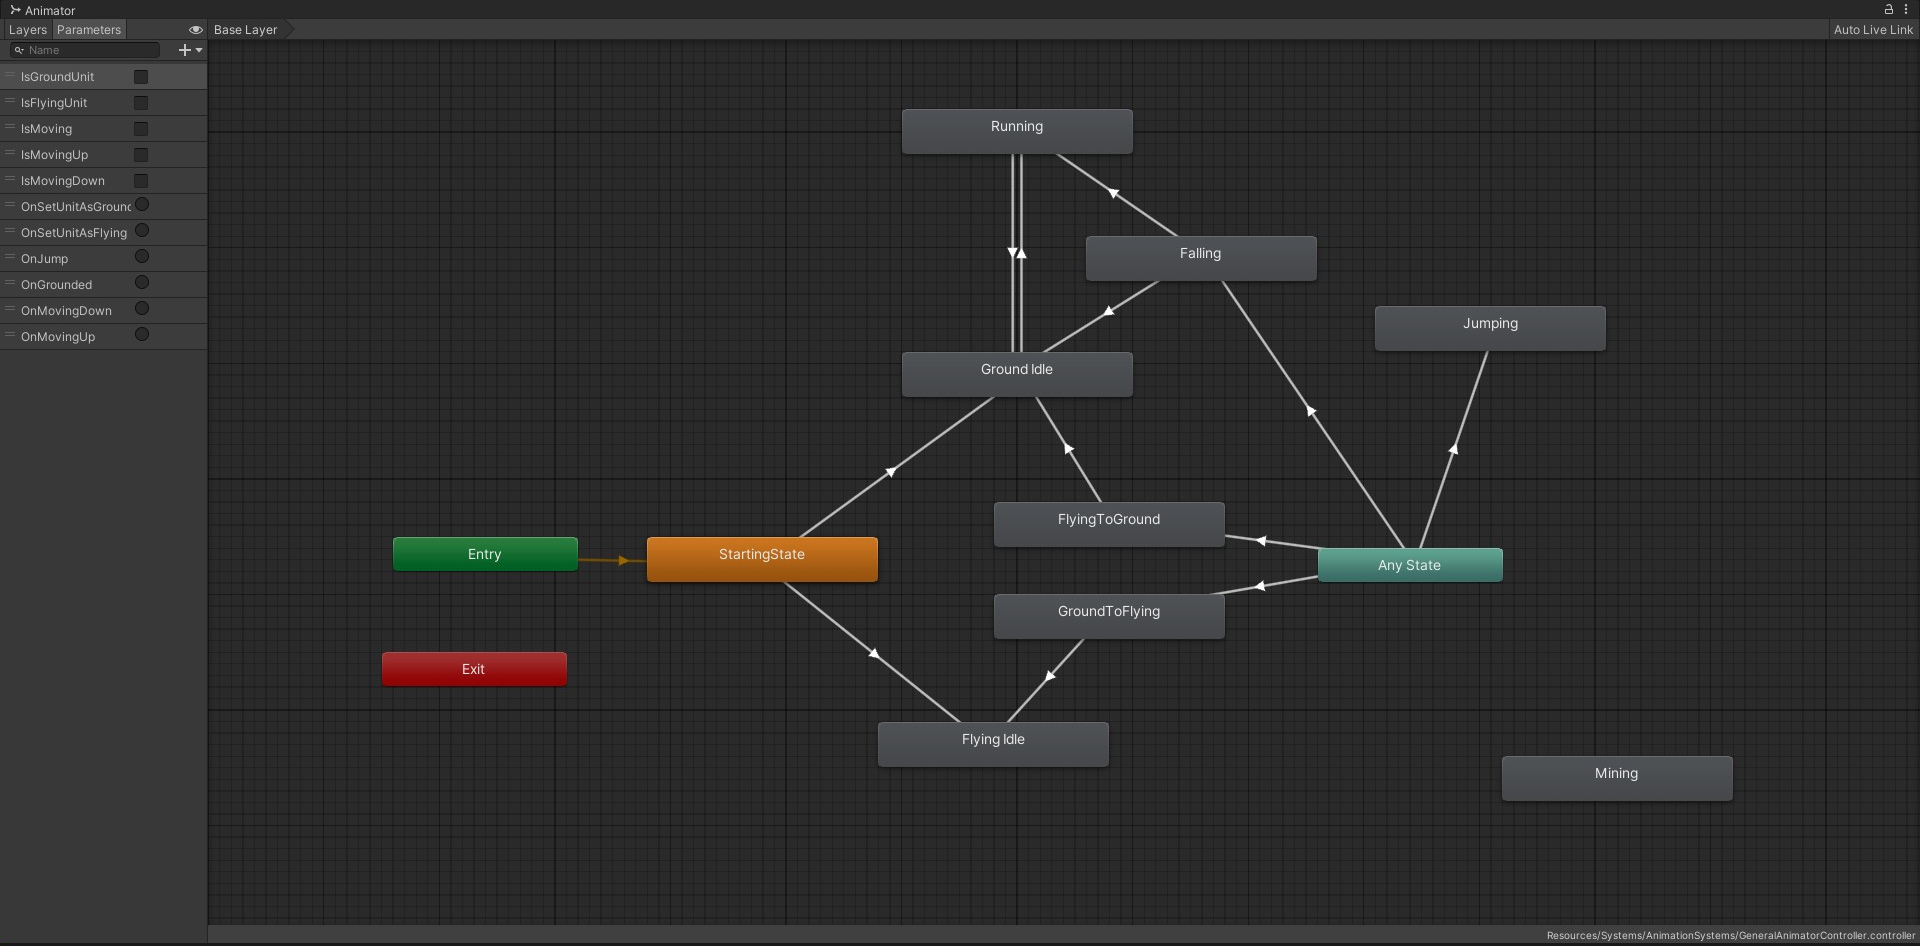 Animator
Layers Parameters Base Layer Auto Live Link
Name
IsGroundUnit
IsFlyingUnit
IsMoving
IsMovingUp
IsMovingDown
OnSetUnitAsGround
OnSetUnitAsFlying
OnJump
OnGrounded
OnMovingDown
OnMovingUp
Running
Falling
Jumping
Ground Idle
FlyingToGround
Entry
StartingState
Any State
GroundToFlying
Exit
Flying Idle
Mining
Resources/Systems/AnimationSystems/GeneralAnimatorController.controller